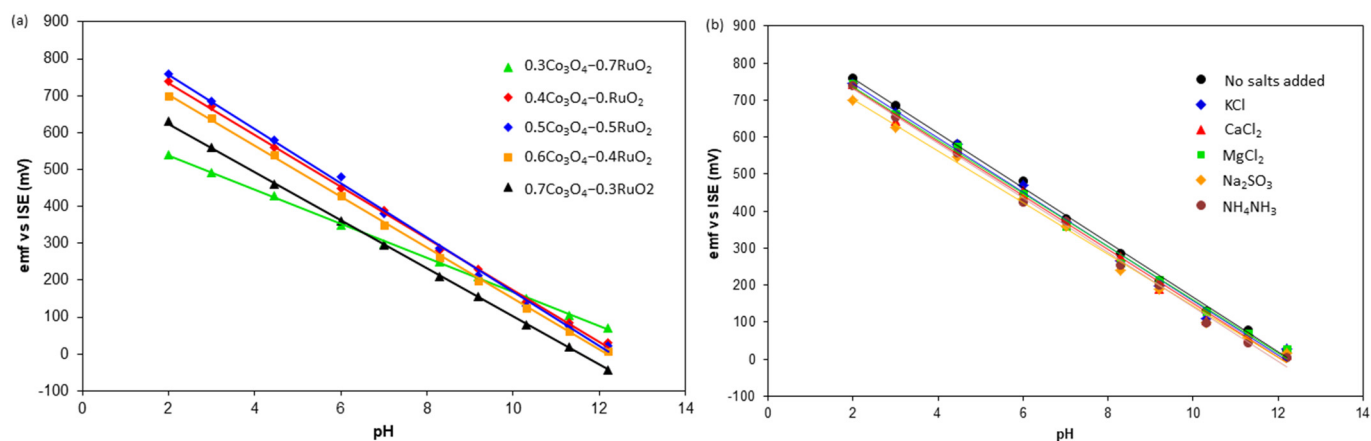 (a)
900
800
700
600
500
400
300
200
100
0
-100
emf vs ISE (mV)
0 2 4 6 8 10 12 14
pH
0.3Co₃O₄−0.7RuO₂
0.4Co₃O₄−0.RuO₂
0.5Co₃O₄−0.5RuO₂
0.6Co₃O₄−0.4RuO₂
0.7Co₃O₄−0.3RuO2
(b)
900
800
700
600
500
400
300
200
100
0
-100
emf vs ISE (mV)
0 2 4 6 8 10 12 14
pH
No salts added
KCl
CaCl₂
MgCl₂
Na₂SO₃
NH₄NH₃